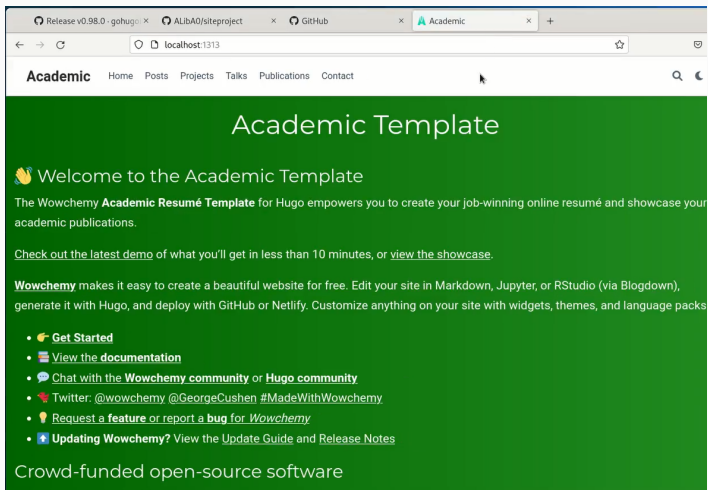 Release v0.98.0 · gohugoi
ALibA0/siteproject
GitHub
Academic
localhost:1313
Academic Home Posts Projects Talks Publications Contact
Academic Template
👋 Welcome to the Academic Template
The Wowchemy Academic Resumé Template for Hugo empowers you to create your job-winning online resumé and showcase your
academic publications.
Check out the latest demo of what you'll get in less than 10 minutes, or view the showcase.
Wowchemy makes it easy to create a beautiful website for free. Edit your site in Markdown, Jupyter, or RStudio (via Blogdown),
generate it with Hugo, and deploy with GitHub or Netlify. Customize anything on your site with widgets, themes, and language packs
• 👉 Get Started
• 📚 View the documentation
• 💬 Chat with the Wowchemy community or Hugo community
• 🐦 Twitter: @wowchemy @GeorgeCushen #MadeWithWowchemy
• 💡 Request a feature or report a bug for Wowchemy
• ⬆️ Updating Wowchemy? View the Update Guide and Release Notes
Crowd-funded open-source software